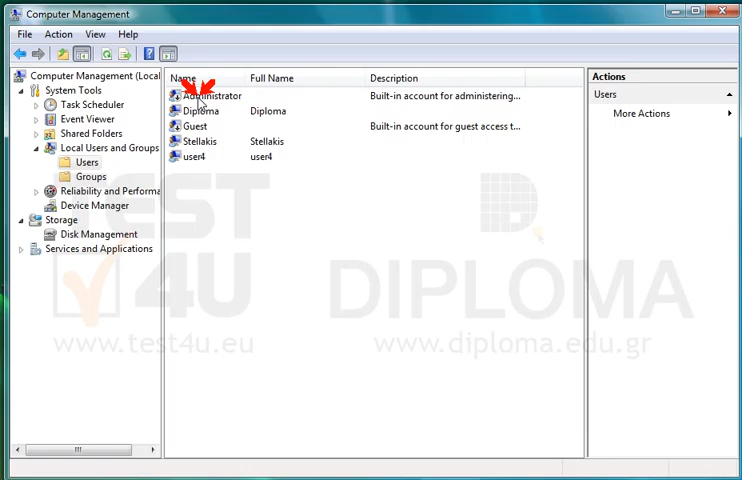 Computer Management
File Action View Help
Computer Management (Local
System Tools
Task Scheduler
Event Viewer
Shared Folders
Local Users and Groups
Users
Groups
Reliability and Performa
Device Manager
Storage
Disk Management
Services and Applications
Name Full Name Description
Administrator Built-in account for administering...
Diploma Diploma
Guest Built-in account for guest access t...
Stellakis Stellakis
user4 user4
Actions
Users
More Actions
TEST
4U
www.test4u.eu
D
DIPLOMA
www.diploma.edu.gr